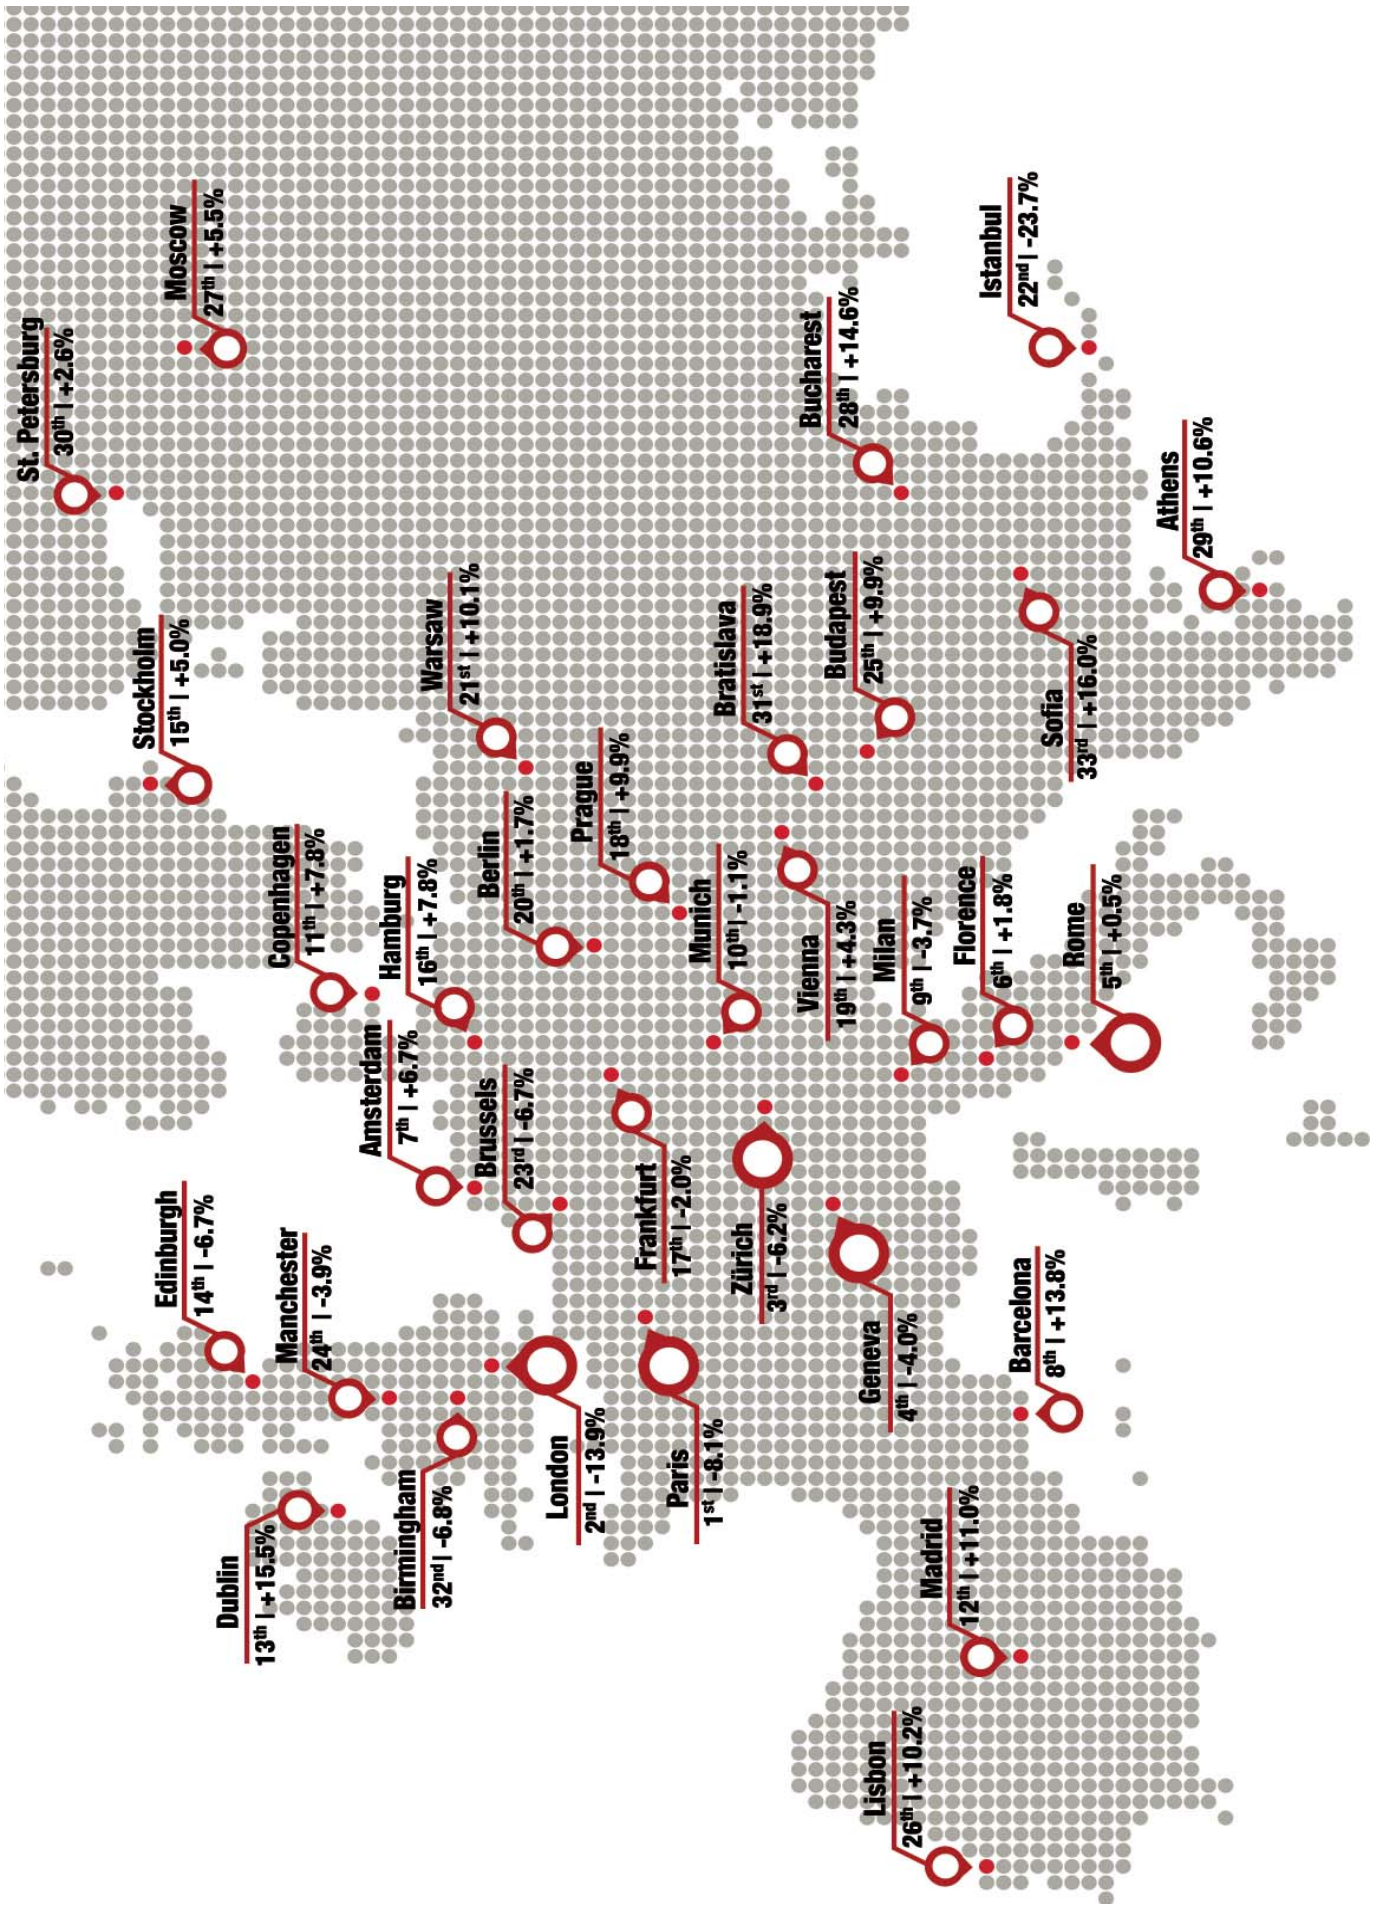 St. Petersburg
30th | +2.6%
Moscow
27th | +5.5%
Stockholm
15th | +5.0%
Copenhagen
11th | +7.8%
Edinburgh
14th | -6.7%
Dublin
13th | +15.5%
Manchester
24th | -3.9%
Amsterdam
7th | +6.7%
Hamburg
16th | +7.8%
Warsaw
21st | +10.1%
Birmingham
32nd | -6.8%
Brussels
23rd | -6.7%
Berlin
20th | +1.7%
London
2nd | -13.9%
Prague
18th | +9.9%
Frankfurt
17th | -2.0%
Paris
1st | -8.1%
Munich
10th | -1.1%
Bratislava
31st | +18.9%
Zürich
3rd | -6.2%
Vienna
19th | +4.3%
Budapest
25th | +9.9%
Bucharest
28th | +14.6%
Geneva
4th | -4.0%
Milan
9th | -3.7%
Lisbon
26th | +10.2%
Madrid
12th | +11.0%
Florence
6th | +1.8%
Istanbul
22nd | -23.7%
Barcelona
8th | +13.8%
Sofia
33rd | +16.0%
Rome
5th | +0.5%
Athens
29th | +10.6%